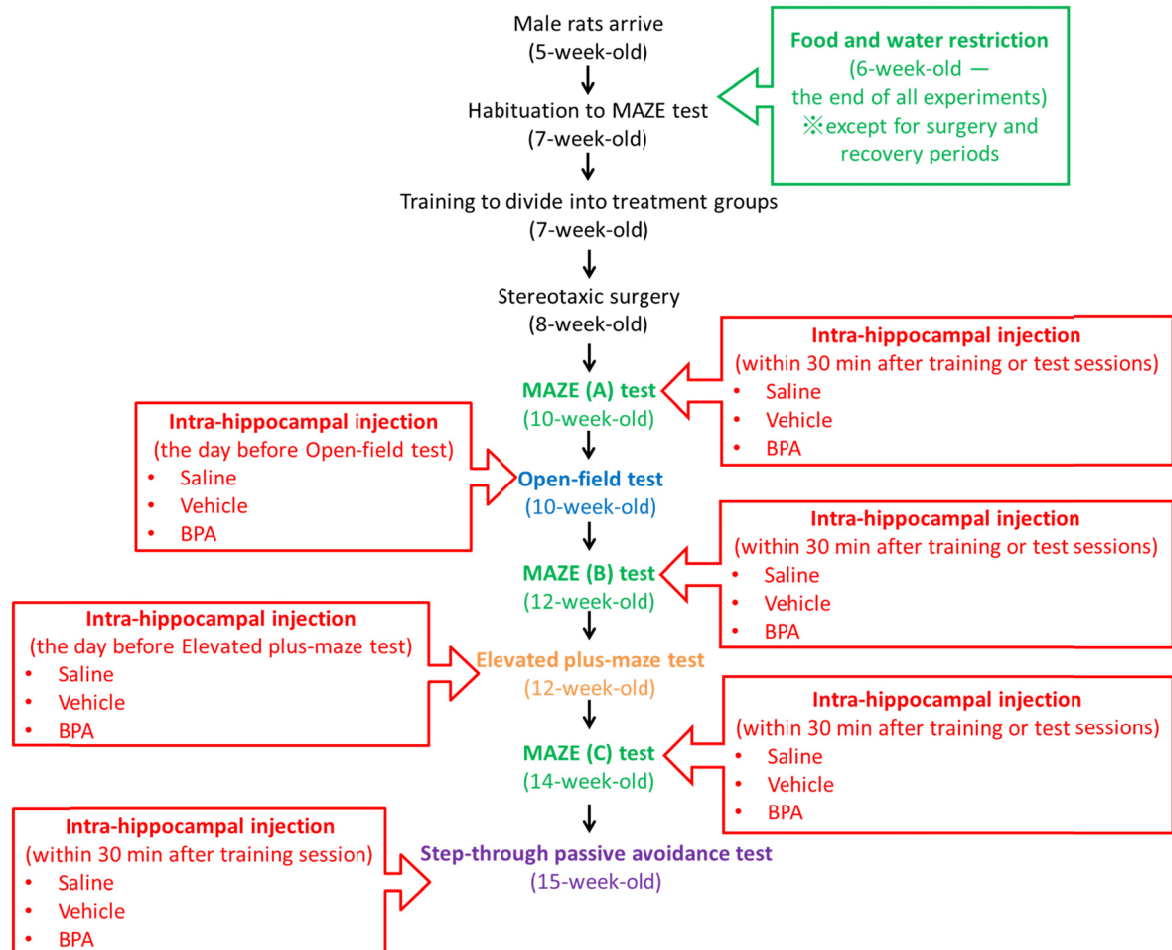 Male rats arrive
(5-week-old)
Food and water restriction
(6-week-old —
the end of all experiments)
※except for surgery and
recovery periods
Habituation to MAZE test
(7-week-old)
Training to divide into treatment groups
(7-week-old)
Stereotaxic surgery
(8-week-old)
Intra-hippocampal injection
(within 30 min after training or test sessions)
• Saline
• Vehicle
• BPA
MAZE (A) test
(10-week-old)
Intra-hippocampal injection
(the day before Open-field test)
• Saline
• Vehicle
• BPA
Open-field test
(10-week-old)
Intra-hippocampal injection
(within 30 min after training or test sessions)
• Saline
• Vehicle
• BPA
MAZE (B) test
(12-week-old)
Intra-hippocampal injection
(the day before Elevated plus-maze test)
• Saline
• Vehicle
• BPA
Elevated plus-maze test
(12-week-old)
Intra-hippocampal injection
(within 30 min after training or test sessions)
• Saline
• Vehicle
• BPA
MAZE (C) test
(14-week-old)
Intra-hippocampal injection
(within 30 min after training session)
• Saline
• Vehicle
• BPA
Step-through passive avoidance test
(15-week-old)